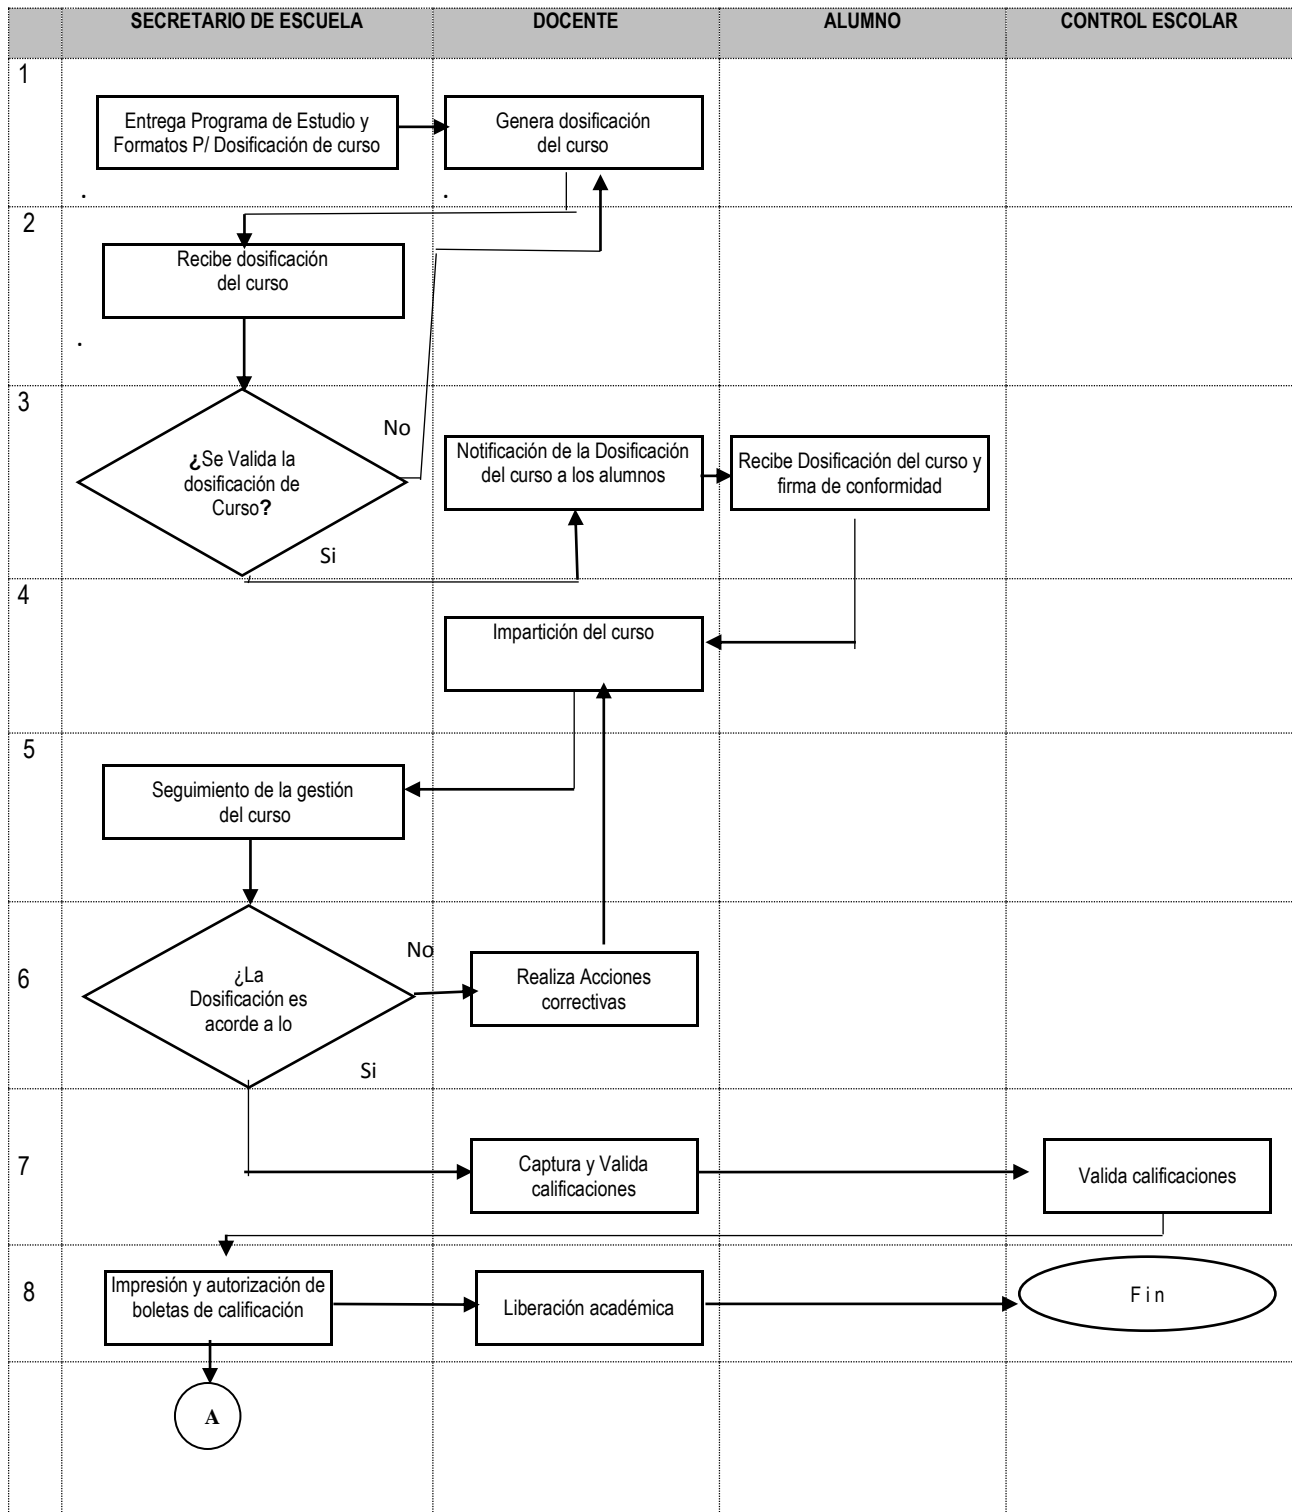 SECRETARIO DE ESCUELA
DOCENTE
ALUMNO
CONTROL ESCOLAR
1
Entrega Programa de Estudio y
Formatos P/ Dosificación de curso
Genera dosificación
del curso
.
.
2
Recibe dosificación
del curso
.
3
¿Se Valida la
dosificación de
Curso?
No
Si
Notificación de la Dosificación
del curso a los alumnos
Recibe Dosificación del curso y
firma de conformidad
4
Impartición del curso
5
Seguimiento de la gestión
del curso
6
¿La
Dosificación es
acorde a lo
No
Si
Realiza Acciones
correctivas
7
Captura y Valida
calificaciones
Valida calificaciones
8
Impresión y autorización de
boletas de calificación
Liberación académica
Fin
A